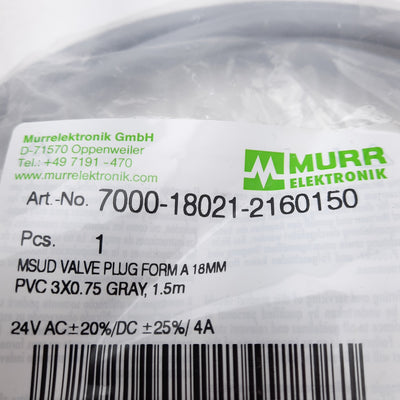 Murrelektronik GmbH
D-71570 Oppenweiler
Tel.: +49 7191 -470
www.murrelektronik.com
MURR
ELEKTRONIK
Art.-No. 7000-18021-2160150
Pcs. 1
MSUD VALVE PLUG FORM A 18MM
PVC 3X0.75 GRAY, 1.5m
24V AC±20%/DC ±25%/ 4A